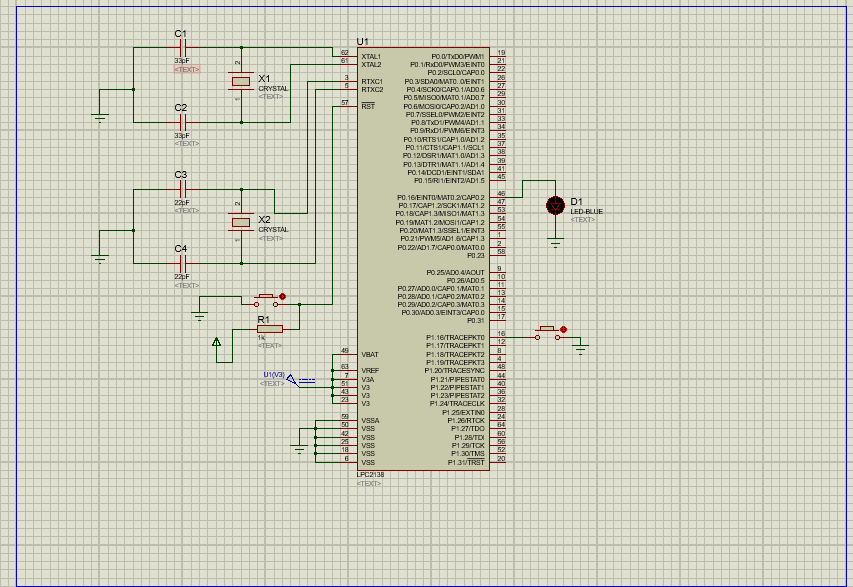 C1
33pF
<TEXT>
X1
CRYSTAL
<TEXT>
2
1
C2
33pF
<TEXT>
C3
22pF
<TEXT>
X2
CRYSTAL
<TEXT>
2
1
C4
22pF
<TEXT>
R1
1k
<TEXT>
U1(V3)
<TEXT>
U1
62 XTAL1
61 XTAL2
3 RTXC1
5 RTXC2
57 RST
49 VBAT
63 VREF
7 V3A
51 V3
43 V3
23 V3
59 VSSA
50 VSS
42 VSS
25 VSS
18 VSS
6 VSS
P0.0/TxD0/PWM1 19
P0.1/RxD0/PWM3/EINT0 21
P0.2/SCL0/CAP0.0 22
P0.3/SDA0/MAT0..0/EINT1 26
P0.4/SCK0/CAP0.1/AD0.6 27
P0.5/MISO0/MAT0.1/AD0.7 29
P0.6/MOSI0/CAP0.2/AD1.0 30
P0.7/SSEL0/PWM2/EINT2 31
P0.8/TxD1/PWM4/AD1.1 33
P0.9/RxD1/PWM6/EINT3 34
P0.10/RTS1/CAP1.0/AD1.2 35
P0.11/CTS1/CAP1.1/SCL1 37
P0.12/DSR1/MAT1.0/AD1.3 38
P0.13/DTR1/MAT1.1/AD1.4 39
P0.14/DCD1/EINT1/SDA1 41
P0.15/RI1/EINT2/AD1.5 45
P0.16/EINT0/MAT0.2/CAP0.2 46
P0.17/CAP1.2/SCK1/MAT1.2 47
P0.18/CAP1.3/MISO1/MAT1.3 53
P0.19/MAT1.2/MOSI1/CAP1.2 54
P0.20/MAT1.3/SSEL1/EINT3 55
P0.21/PWM5/AD1.6/CAP1.3 1
P0.22/AD1.7/CAP0.0/MAT0.0 2
P0.23 58
P0.25/AD0.4/AOUT 9
P0.26/AD0.5 10
P0.27/AD0.0/CAP0.1/MAT0.1 11
P0.28/AD0.1/CAP0.2/MAT0.2 13
P0.29/AD0.2/CAP0.3/MAT0.3 14
P0.30/AD0.3/EINT3/CAP0.0 15
P0.31 17
P1.16/TRACEPKT0 16
P1.17/TRACEPKT1 12
P1.18/TRACEPKT2 8
P1.19/TRACEPKT3 4
P1.20/TRACESYNC 48
P1.21/PIPESTAT0 44
P1.22/PIPESTAT1 40
P1.23/PIPESTAT2 36
P1.24/TRACECLK 32
P1.25/EXTIN0 28
P1.26/RTCK 24
P1.27/TDO 64
P1.28/TDI 60
P1.29/TCK 56
P1.30/TMS 52
P1.31/TRST 20
LPC2138
<TEXT>
D1
LED-BLUE
<TEXT>